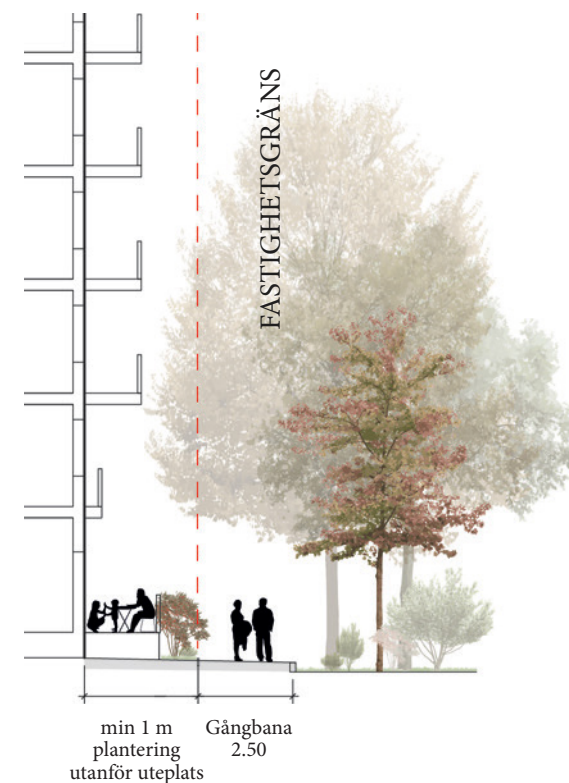 FASTIGHETSGRÄNS
min 1 m
plantering
utanför uteplats
Gångbana
2.50